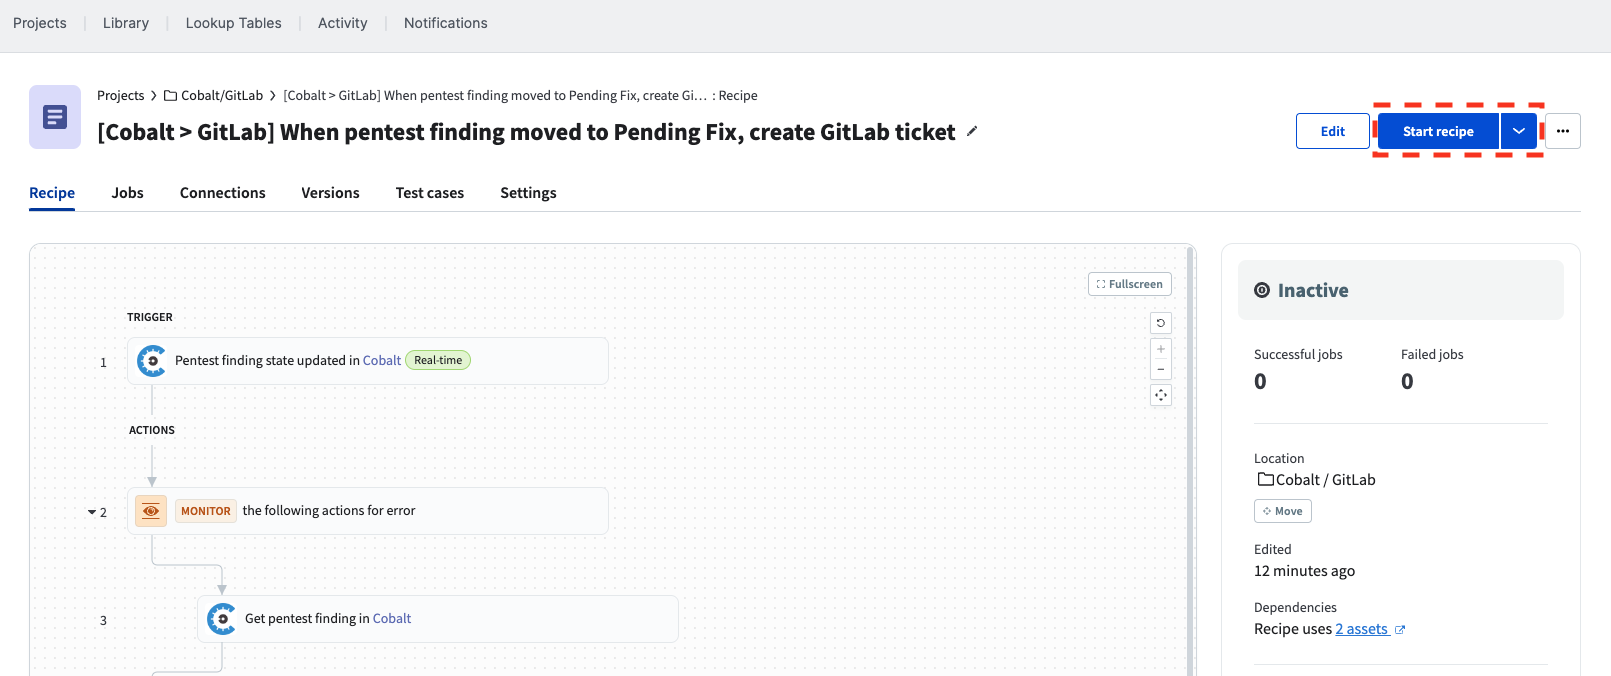 Projects
Library
Lookup Tables
Activity
Notifications
Projects > Cobalt/GitLab > [Cobalt > GitLab] When pentest finding moved to Pending Fix, create Gi... : Recipe
[Cobalt > GitLab] When pentest finding moved to Pending Fix, create GitLab ticket
Edit
Start recipe
Recipe
Jobs
Connections
Versions
Test cases
Settings
Fullscreen
TRIGGER
1
Pentest finding state updated in Cobalt Real-time
ACTIONS
2
MONITOR the following actions for error
3
Get pentest finding in Cobalt
Inactive
Successful jobs
0
Failed jobs
0
Location
Cobalt / GitLab
Move
Edited
12 minutes ago
Dependencies
Recipe uses 2 assets